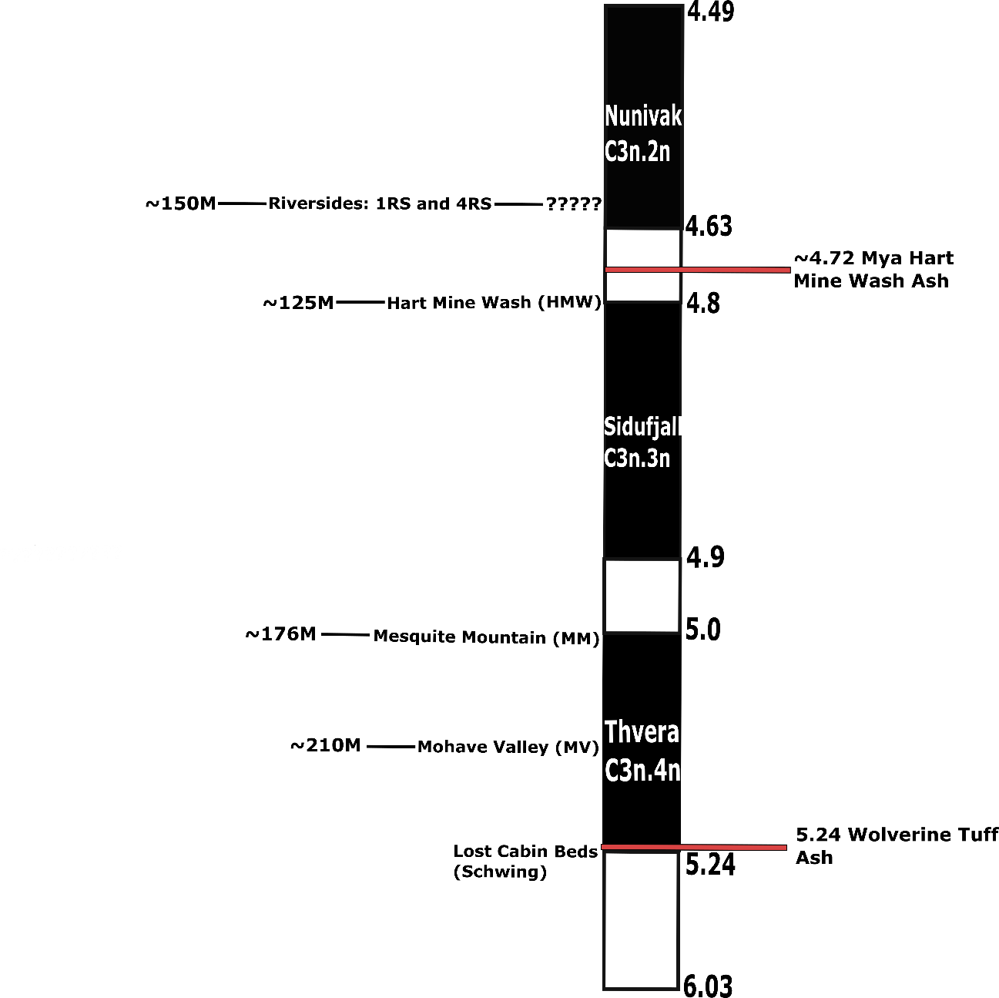 4.49
Nunivak
C3n.2n
~150M Riversides: 1RS and 4RS ?????
4.63
~4.72 Mya Hart
Mine Wash Ash
~125M Hart Mine Wash (HMW)
4.8
Sidufjall
C3n.3n
4.9
5.0
~176M Mesquite Mountain (MM)
Thvera
C3n.4n
~210M Mohave Valley (MV)
5.24 Wolverine Tuff
Ash
Lost Cabin Beds
(Schwing)
5.24
6.03